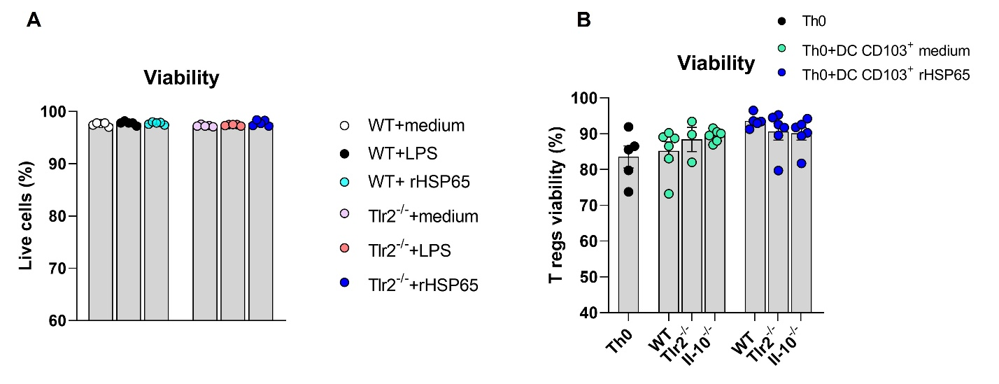 A
Viability
Live cells (%)
100
90
80
70
60
WT+medium
WT+LPS
WT+ rHSP65
Tlr2-/-+medium
Tlr2-/-+LPS
Tlr2-/-+rHSP65
B
Th0
Th0+DC CD103+ medium
Th0+DC CD103+ rHSP65
Viability
T regs viability (%)
100
90
80
70
60
50
40
Th0
WT
Tlr2-/-
Il-10-/-
WT
Tlr2-/-
Il-10-/-